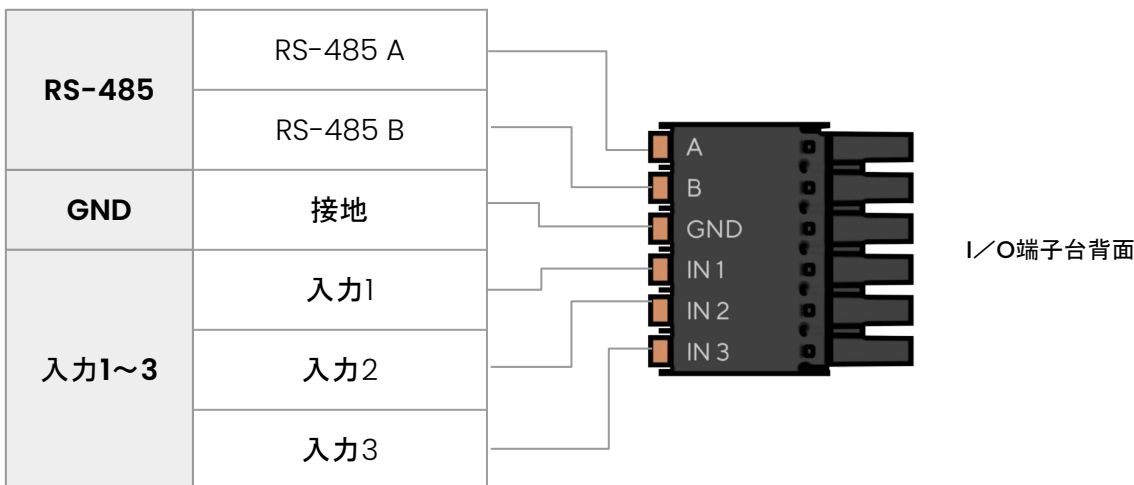 RS-485
RS-485 A
RS-485 B
GND
接地
入力1～3
入力1
入力2
入力3
A
B
GND
IN 1
IN 2
IN 3
I／O端子台背面